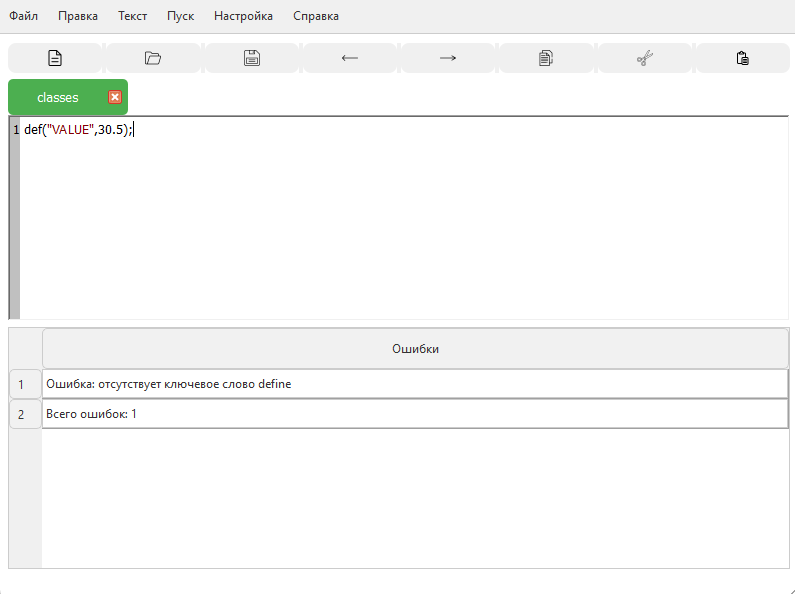 Файл Правка Текст Пуск Настройка Справка
classes
1 def("VALUE",30.5);
Ошибки
1 Ошибка: отсутствует ключевое слово define
2 Всего ошибок: 1